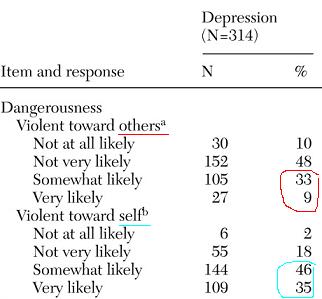 Depression
(N=314)
Item and response N %
Dangerousness
Violent toward othersᵃ
Not at all likely 30 10
Not very likely 152 48
Somewhat likely 105 33
Very likely 27 9
Violent toward selfᵇ
Not at all likely 6 2
Not very likely 55 18
Somewhat likely 144 46
Very likely 109 35